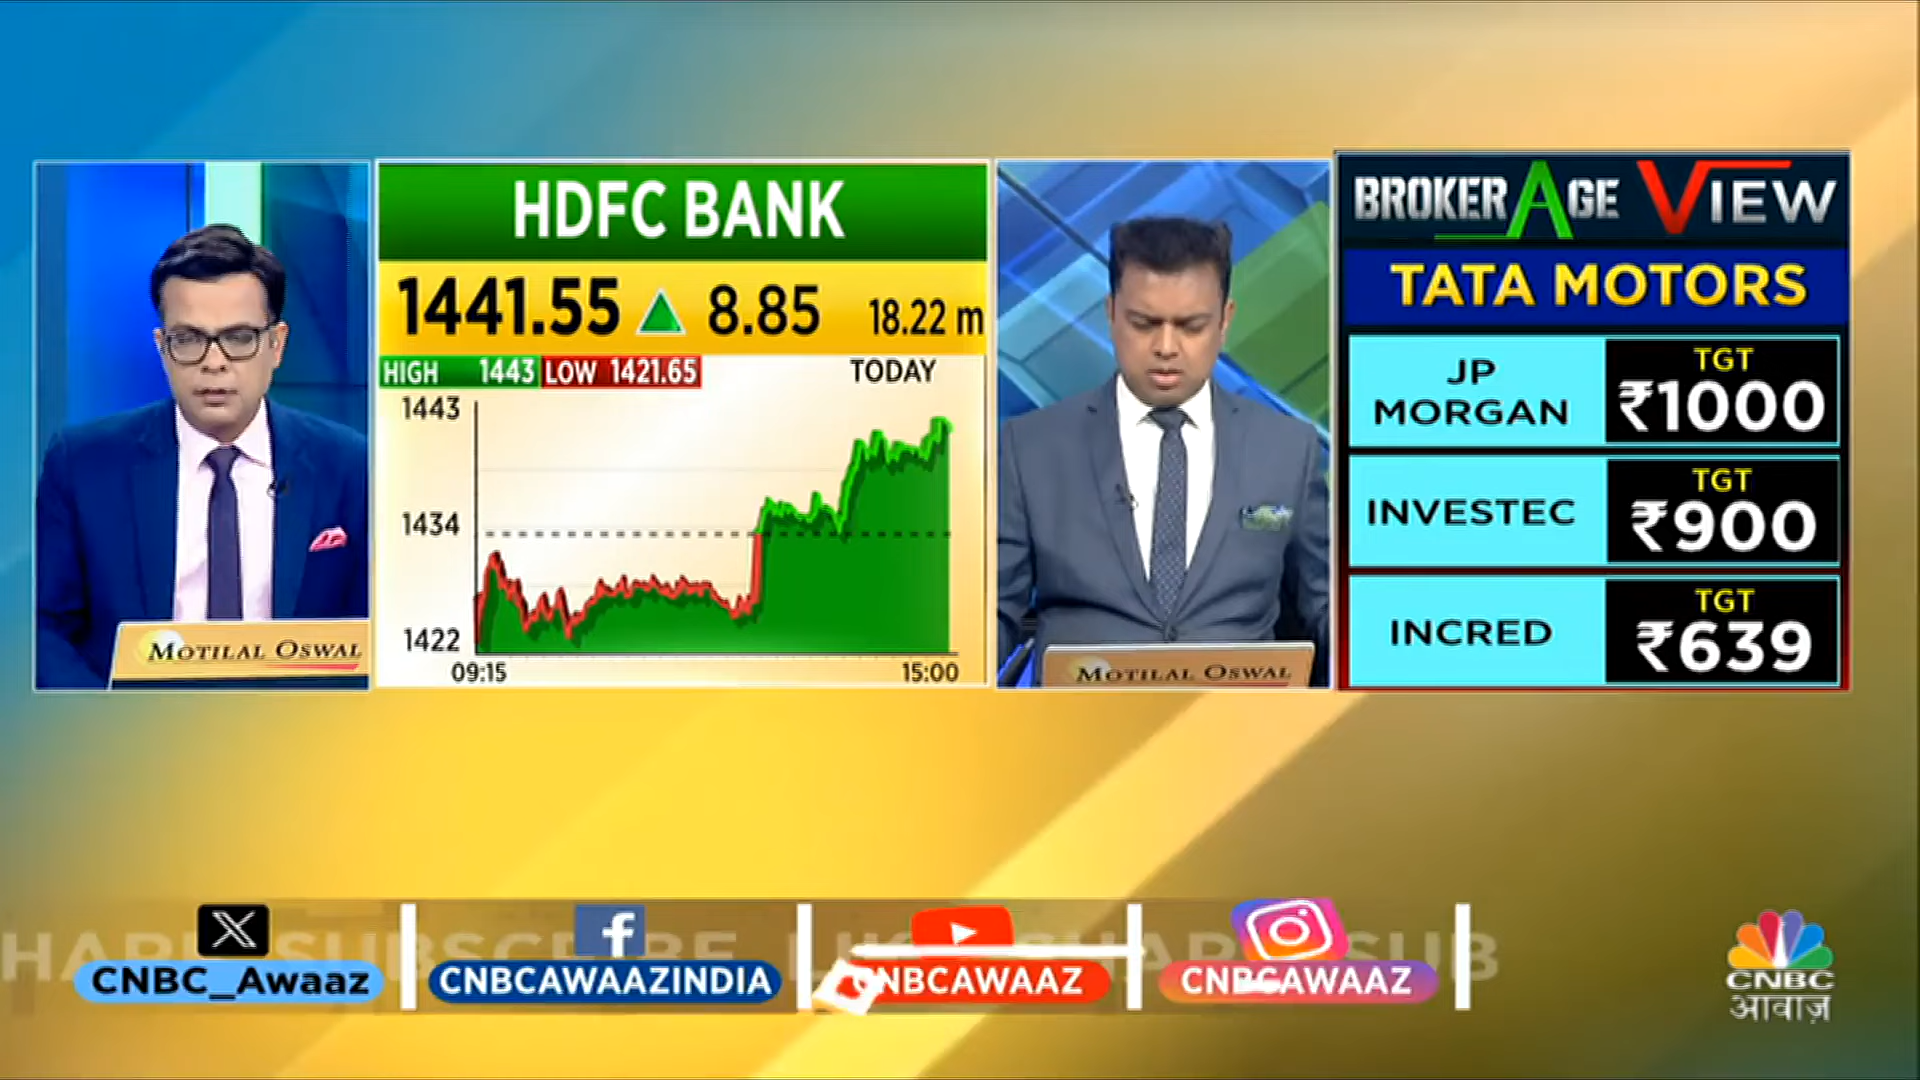 HDFC BANK
1441.55 8.85 18.22 m
HIGH 1443 LOW 1421.65 TODAY
1443
1434
1422
09:15 15:00
MOTILAL OSWAL
MOTILAL OSWAL
BROKERAGE VIEW
TATA MOTORS
JP MORGAN
TGT
₹1000
INVESTEC
TGT
₹900
INCRED
TGT
₹639
CNBC_Awaaz
CNBCAWAAZINDIA
CNBCAWAAZ
CNBCAWAAZ
CNBC
आवाज़